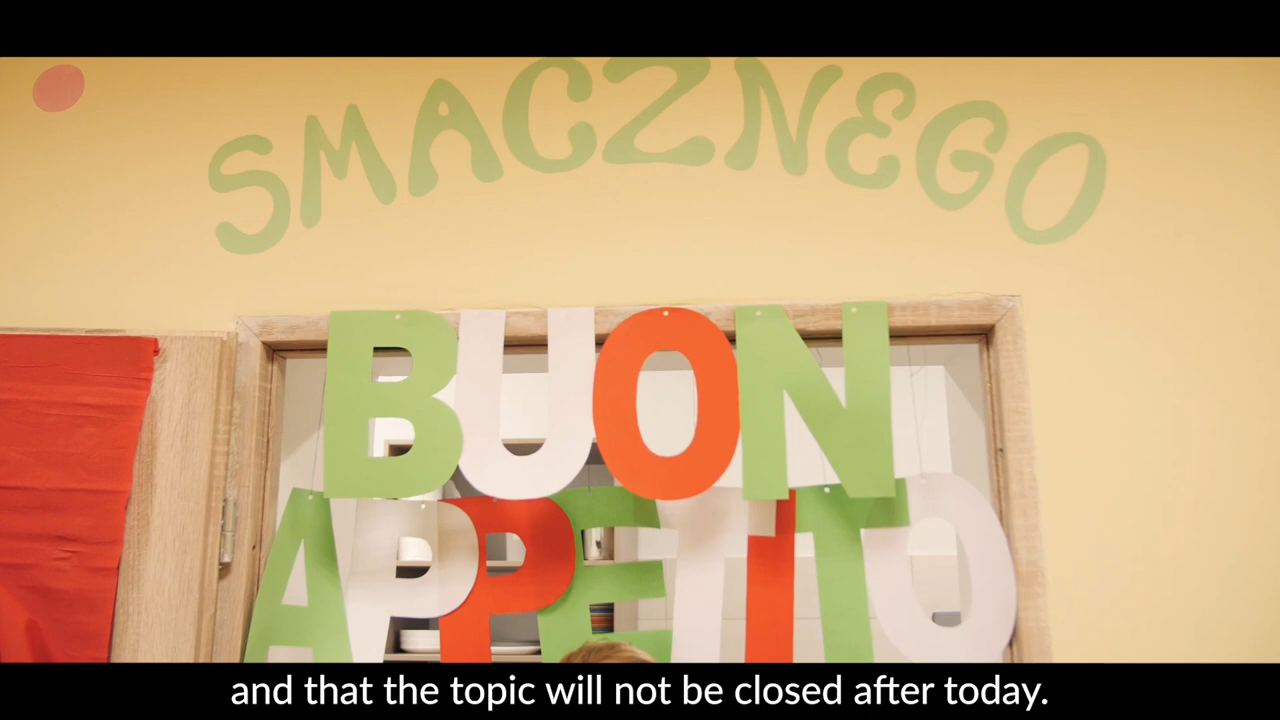 SMACZNEGO
BUON
APPETITO
and that the topic will not be closed after today.